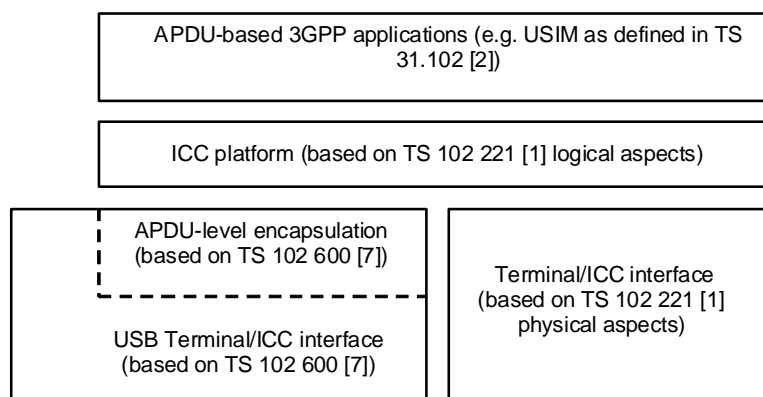 APDU-based 3GPP applications (e.g. USIM as defined in TS
31.102 [2])
ICC platform (based on TS 102 221 [1] logical aspects)
APDU-level encapsulation
(based on TS 102 600 [7])
USB Terminal/ICC interface
(based on TS 102 600 [7])
Terminal/ICC interface
(based on TS 102 221 [1]
physical aspects)